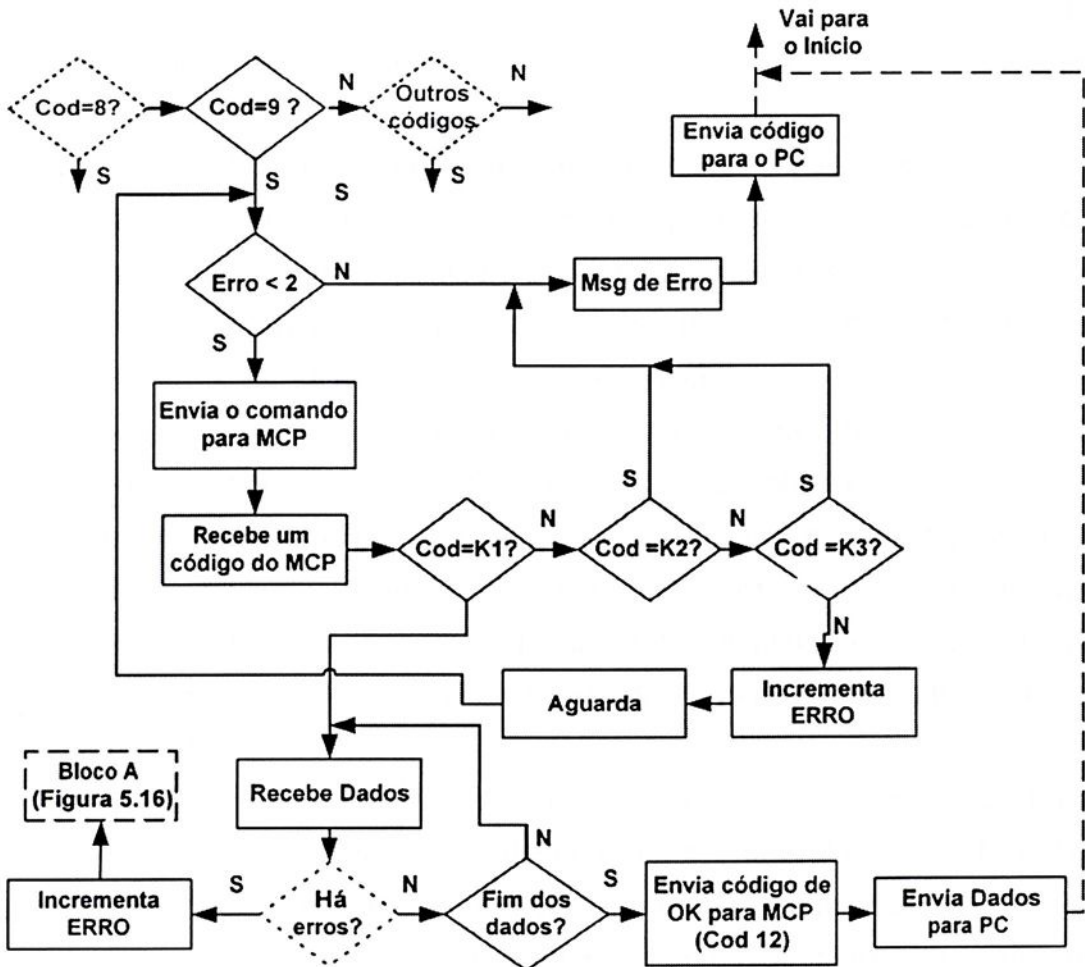 Vai para
o Início
Cod=8?
Cod=9 ?
N
Outros
códigos
N
Envia código
para o PC
S
S
S
S
Erro < 2
N
Msg de Erro
S
Envia o comando
para MCP
S
S
Recebe um
código do MCP
Cod=K1?
N
Cod =K2?
N
Cod =K3?
N
Aguarda
Incrementa
ERRO
Bloco A
(Figura 5.16)
Recebe Dados
N
S
Incrementa
ERRO
Há
erros?
N
Fim dos
dados?
S
Envia código de
OK para MCP
(Cod 12)
Envia Dados
para PC